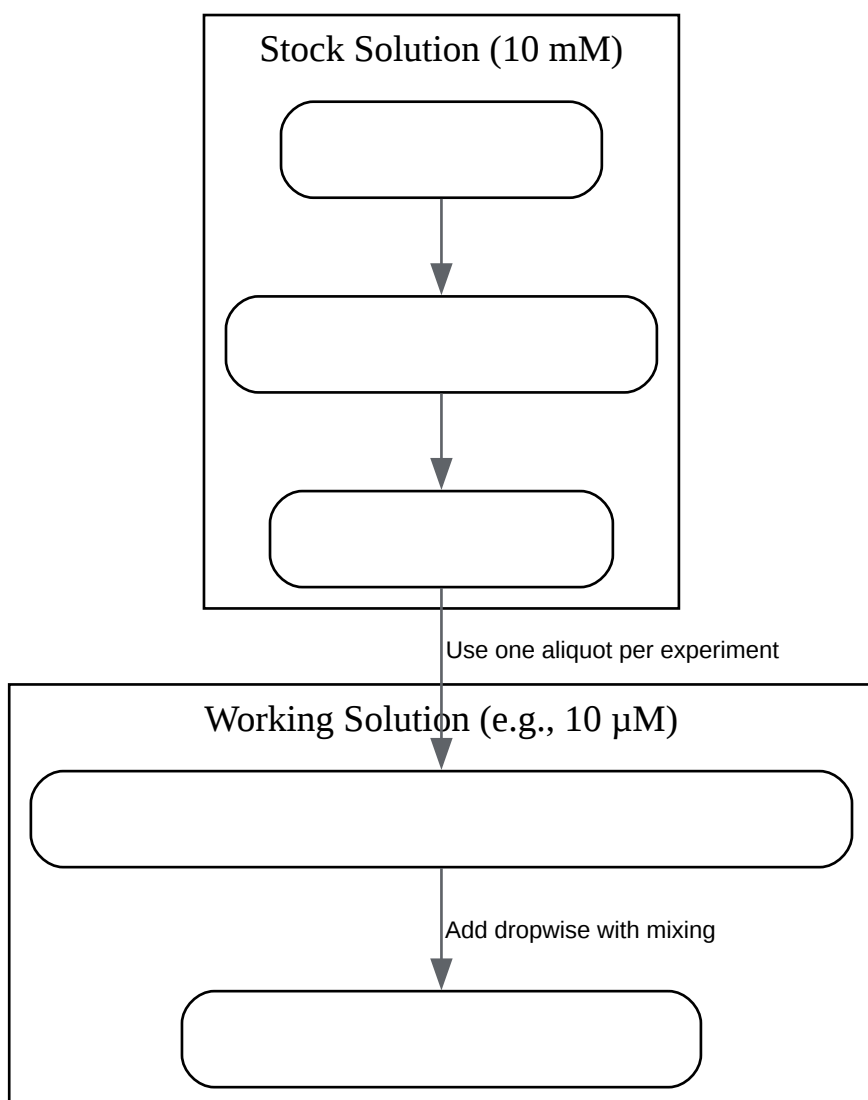 Stock Solution (10 mM)
Use one aliquot per experiment
Working Solution (e.g., 10 µM)
Add dropwise with mixing